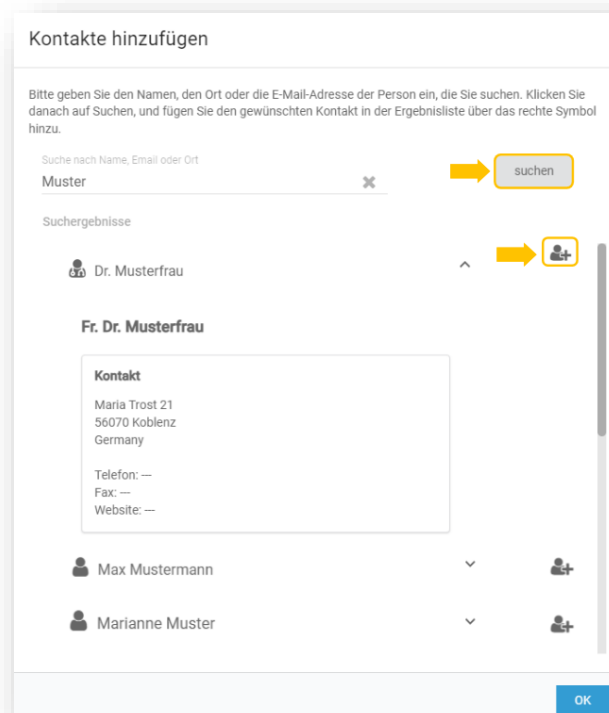 Kontakte hinzufügen
Bitte geben Sie den Namen, den Ort oder die E-Mail-Adresse der Person ein, die Sie suchen. Klicken Sie
danach auf Suchen, und fügen Sie den gewünschten Kontakt in der Ergebnisliste über das rechte Symbol
hinzu.
Suche nach Name, Email oder Ort
Muster
suchen
Suchergebnisse
Dr. Musterfrau
Fr. Dr. Musterfrau
Kontakt
Maria Trost 21
56070 Koblenz
Germany
Telefon: ---
Fax: ---
Website: ---
Max Mustermann
Marianne Muster
OK